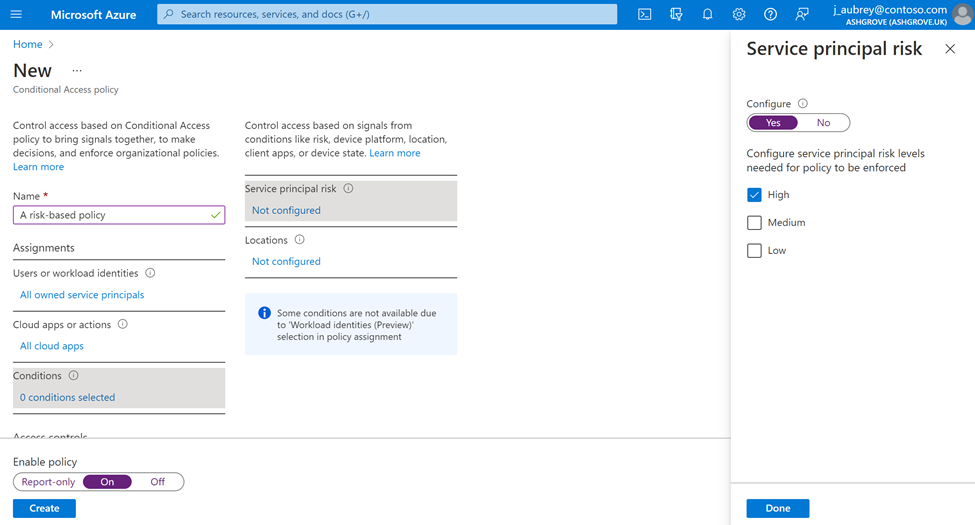 Microsoft Azure
Search resources, services, and docs (G+/)
j_aubrey@contoso.com
ASHGROVE (ASHGROVE.UK)
Home
New
...
Conditional Access policy
Control access based on Conditional Access
policy to bring signals together, to make
decisions, and enforce organizational policies.
Learn more
Name *
A risk-based policy
Assignments
Users or workload identities
All owned service principals
Cloud apps or actions
All cloud apps
Conditions
0 conditions selected
Access controls
Enable policy
Report-only On Off
Create
Control access based on signals from
conditions like risk, device platform, location,
client apps, or device state. Learn more
Service principal risk
Not configured
Locations
Not configured
Some conditions are not available due
to 'Workload identities (Preview)'
selection in policy assignment
Service principal risk
Configure
Yes No
Configure service principal risk levels
needed for policy to be enforced
High
Medium
Low
Done